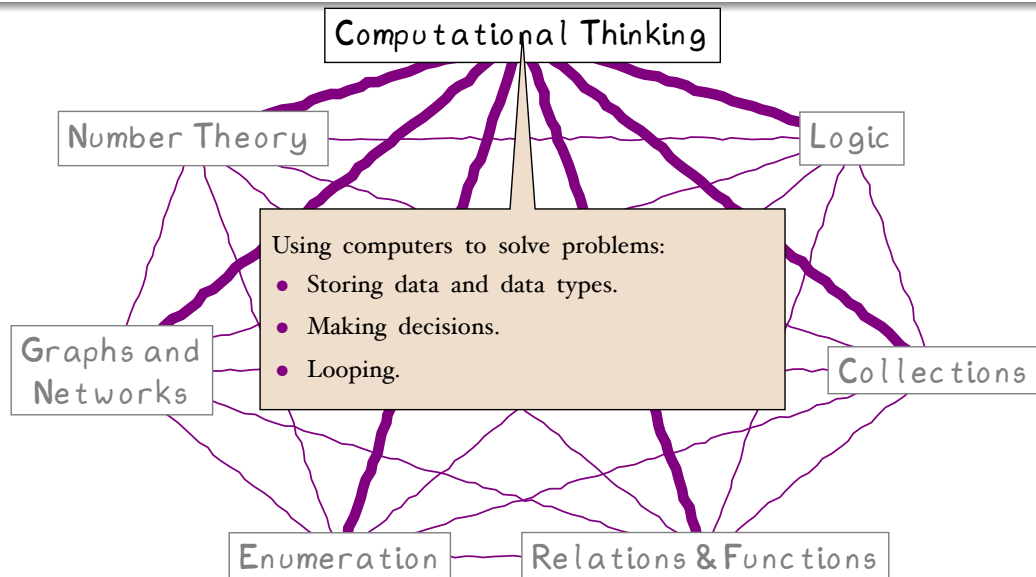 Computational Thinking
Number Theory
Logic
Using computers to solve problems:
• Storing data and data types.
• Making decisions.
• Looping.
Graphs and
Networks
Collections
Enumeration
Relations & Functions